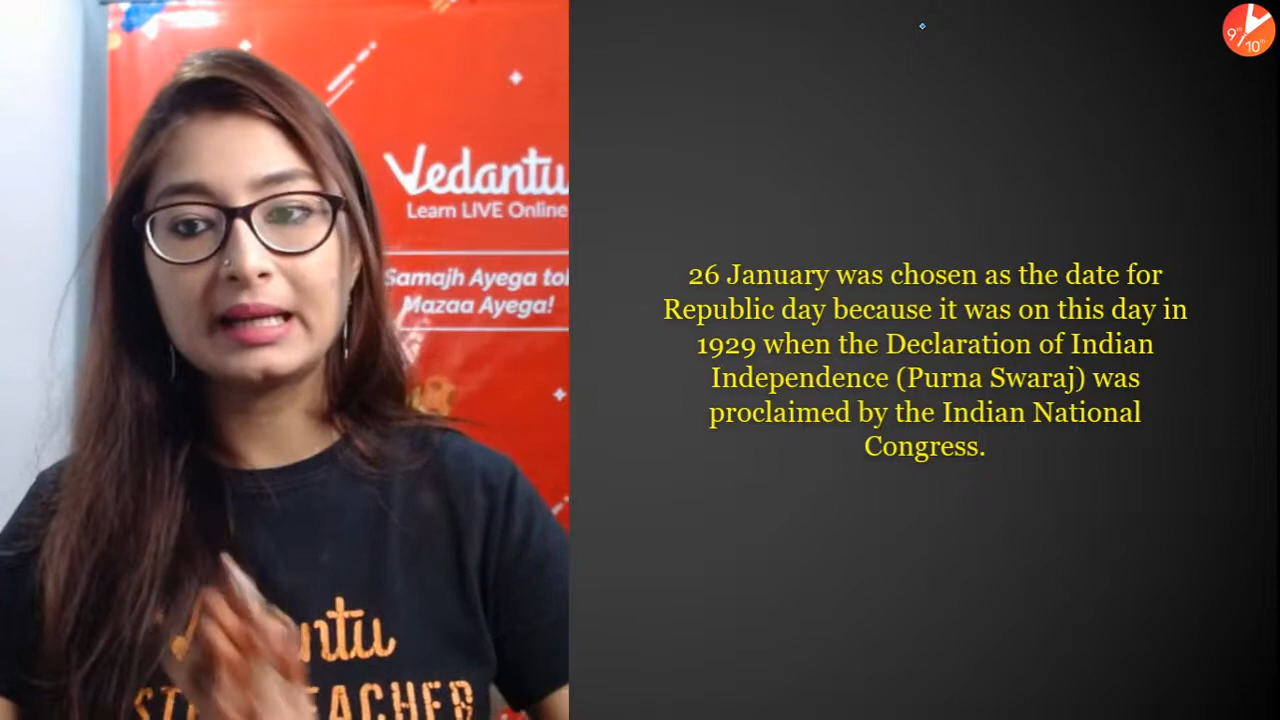 Vedantu
Learn LIVE Online
Samajh Ayega toh
Mazaa Ayega!
26 January was chosen as the date for
Republic day because it was on this day in
1929 when the Declaration of Indian
Independence (Purna Swaraj) was
proclaimed by the Indian National
Congress.
9th
10th
ntu
TEACHER